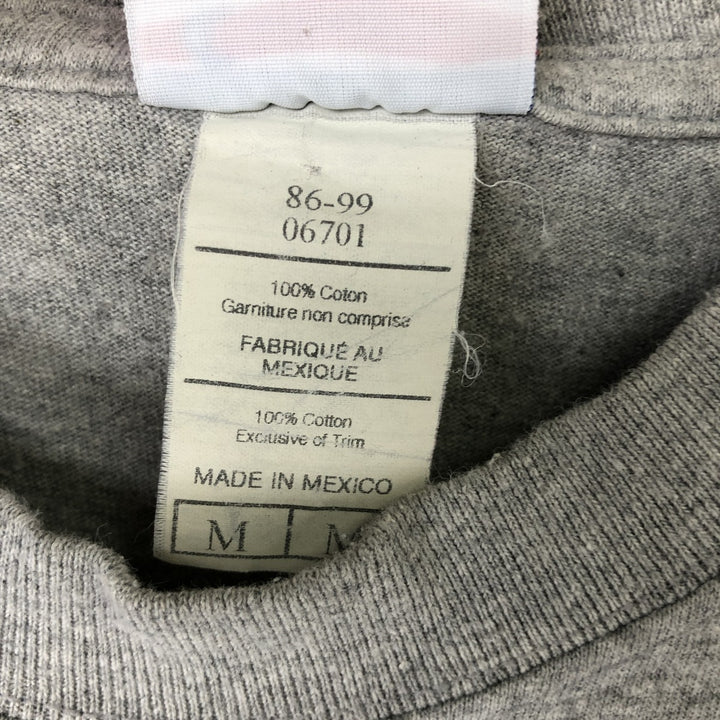 86-99
06701
100% Coton
Garniture non comprise
FABRIQUÉ AU
MEXIQUE
100% Cotton
Exclusive of Trim
MADE IN MEXICO
M M